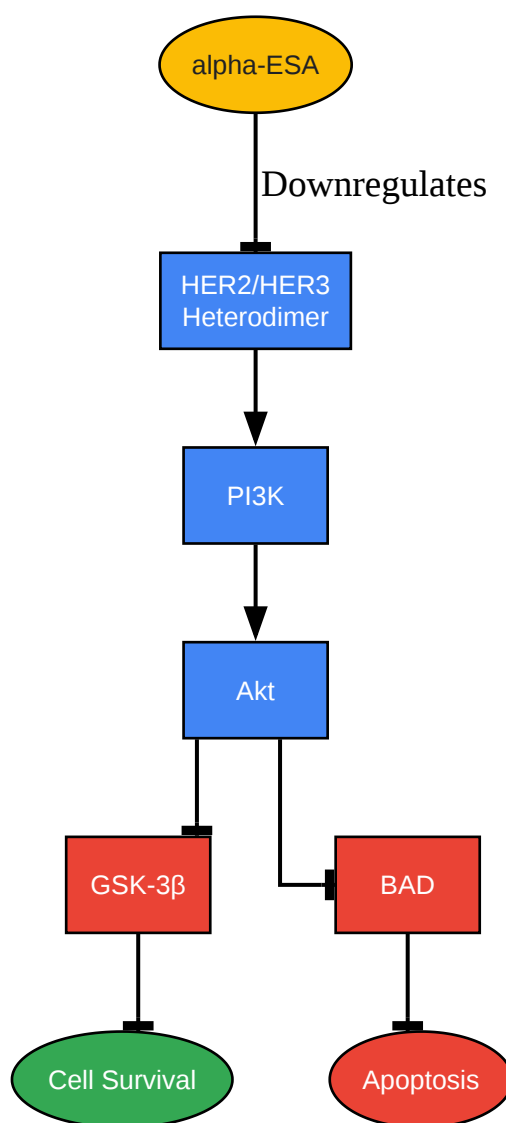 alpha-ESA
Downregulates
HER2/HER3
Heterodimer
PI3K
Akt
GSK-3β
BAD
Cell Survival
Apoptosis